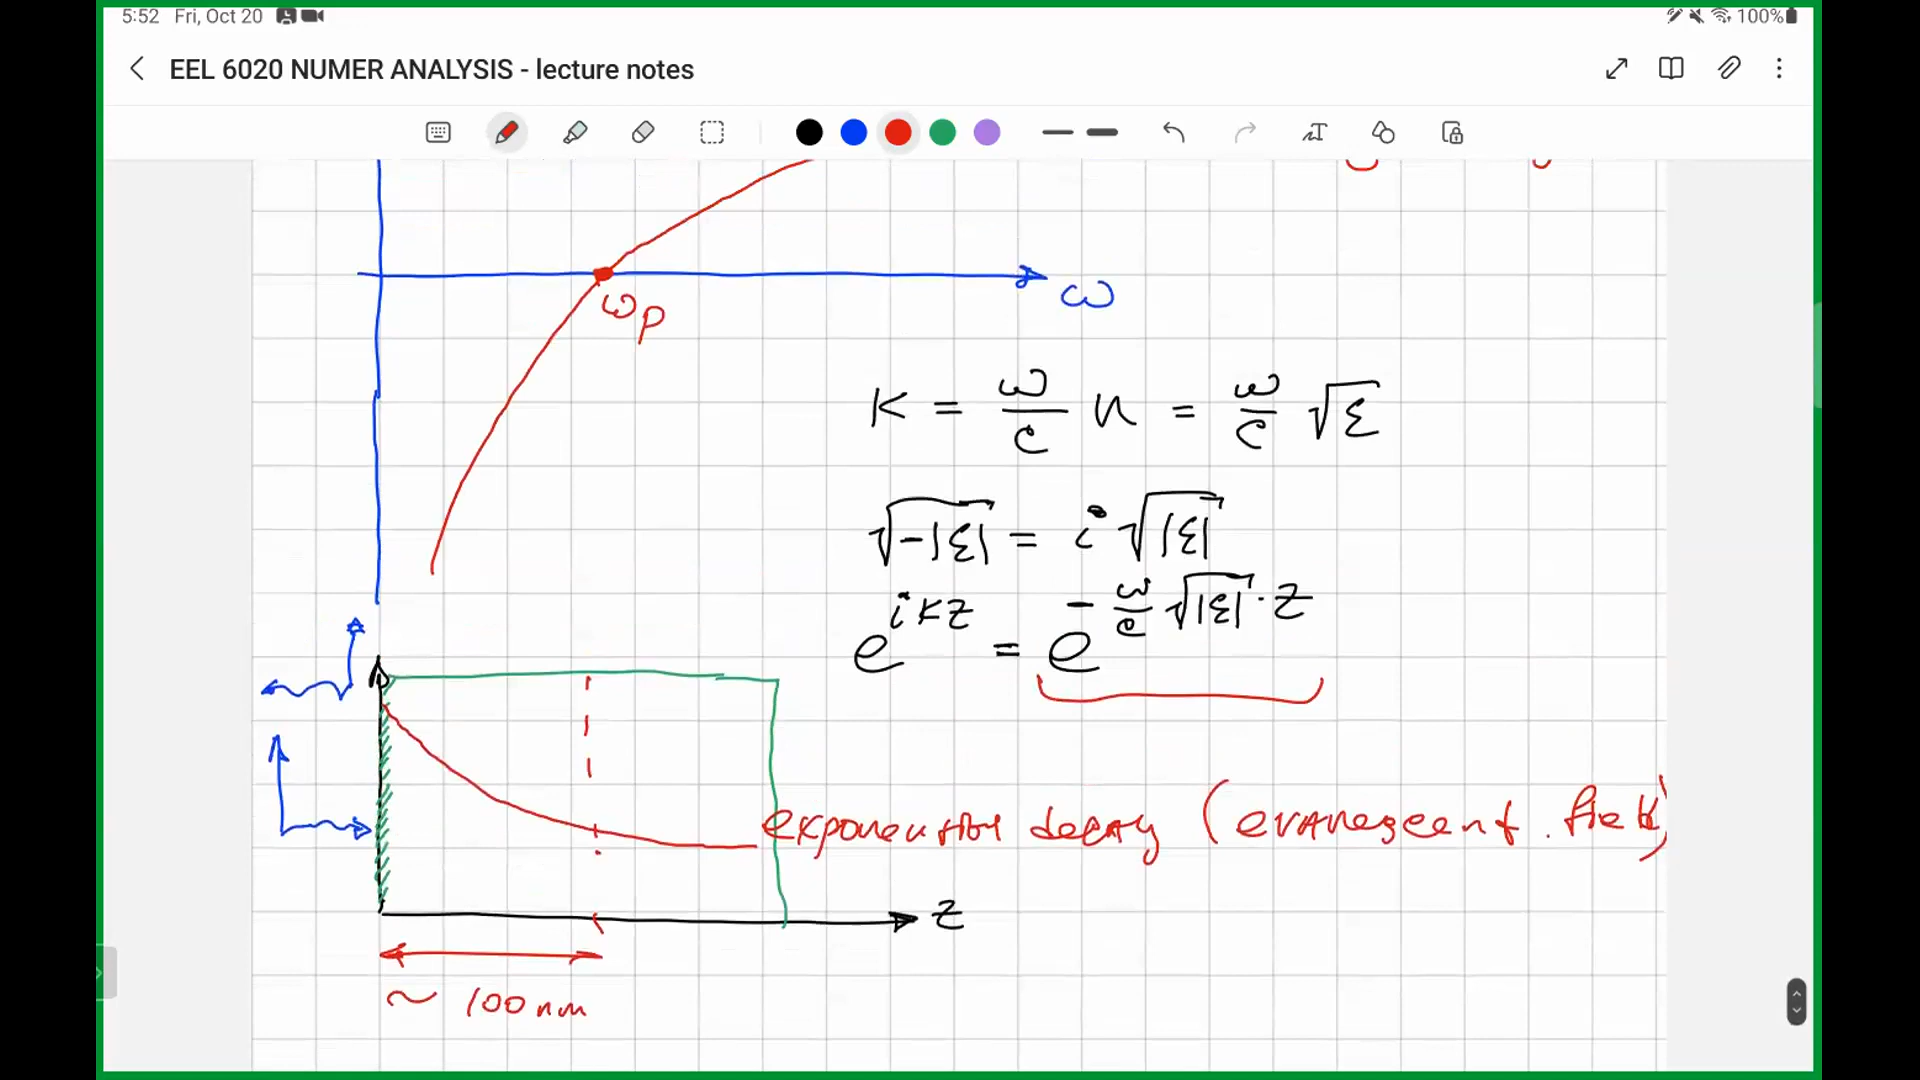 5:52 Fri, Oct 20 100%
EEL 6020 NUMER ANALYSIS - lecture notes
ω
ωp
K = ω/c n = ω/c √ε
√-|ε| = i √|ε|
e^{ikz} = e^{-ω/c √|ε| · z}
exponention decay (evanescent field)
z
~ 100 nm